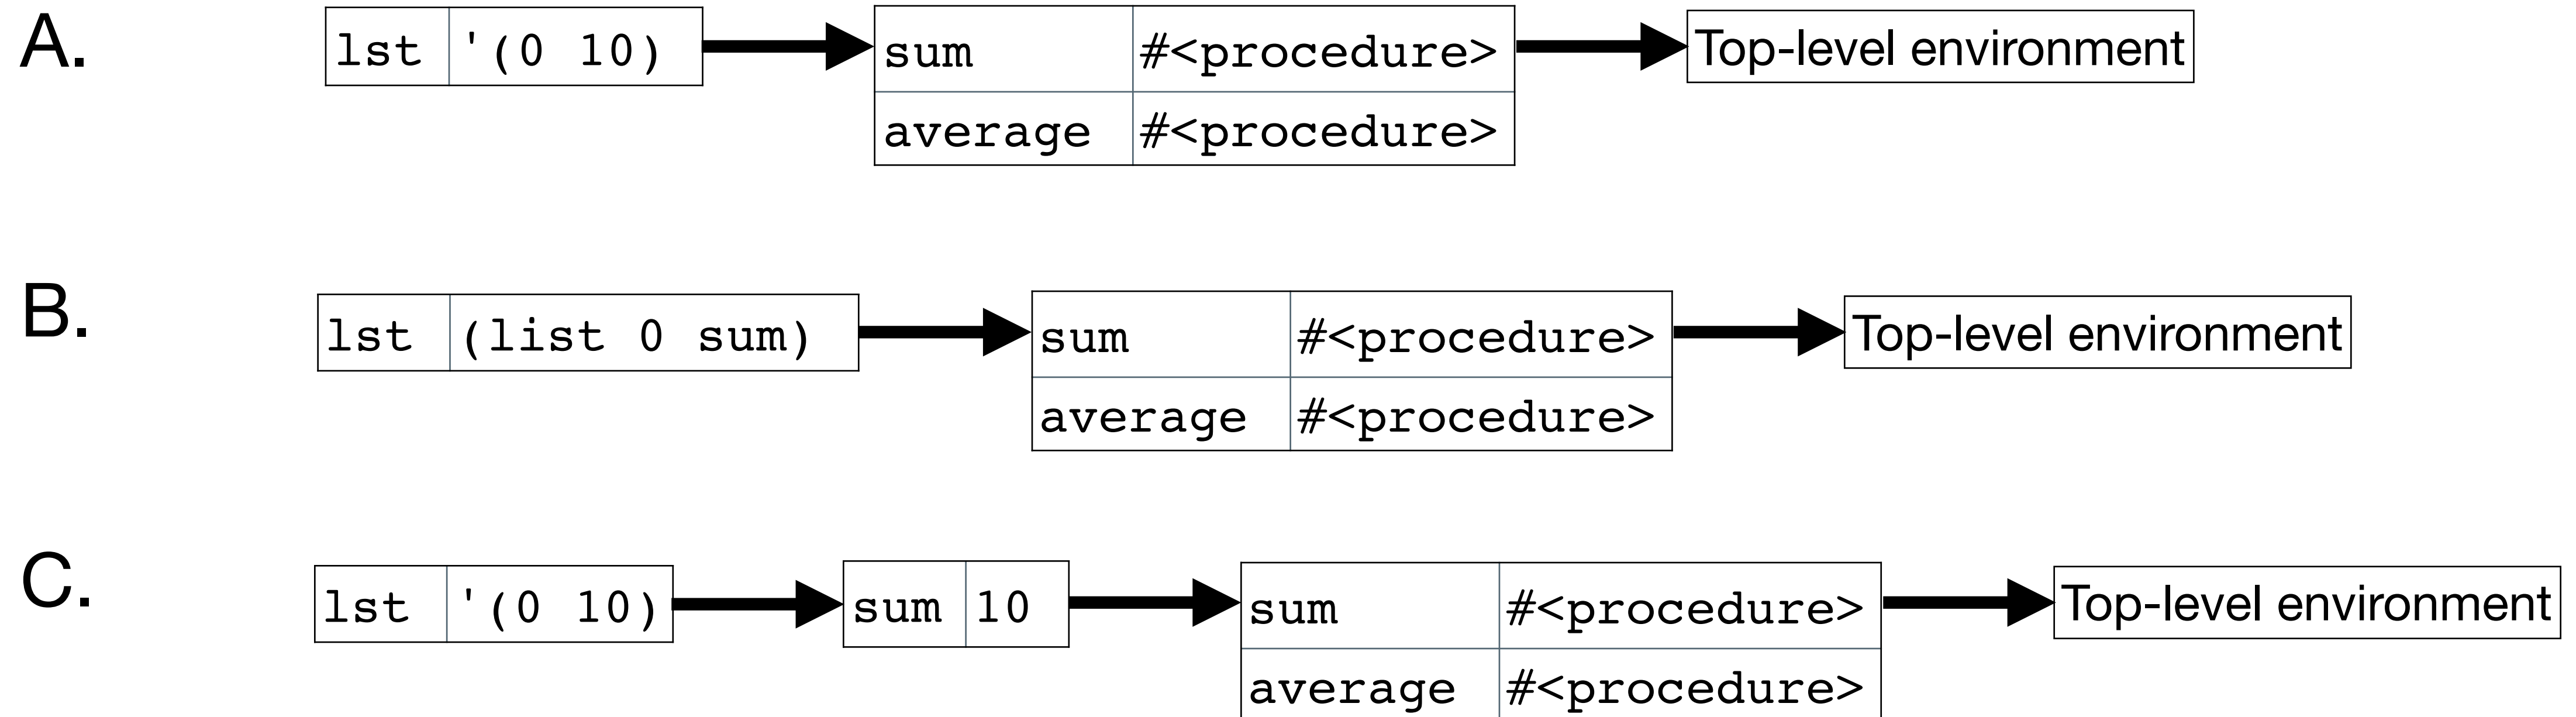 A. lst '(0 10) sum #<procedure> Top-level environment
average #<procedure>
B. lst (list 0 sum) sum #<procedure> Top-level environment
average #<procedure>
C. lst '(0 10) sum 10 sum #<procedure> Top-level environment
average #<procedure>